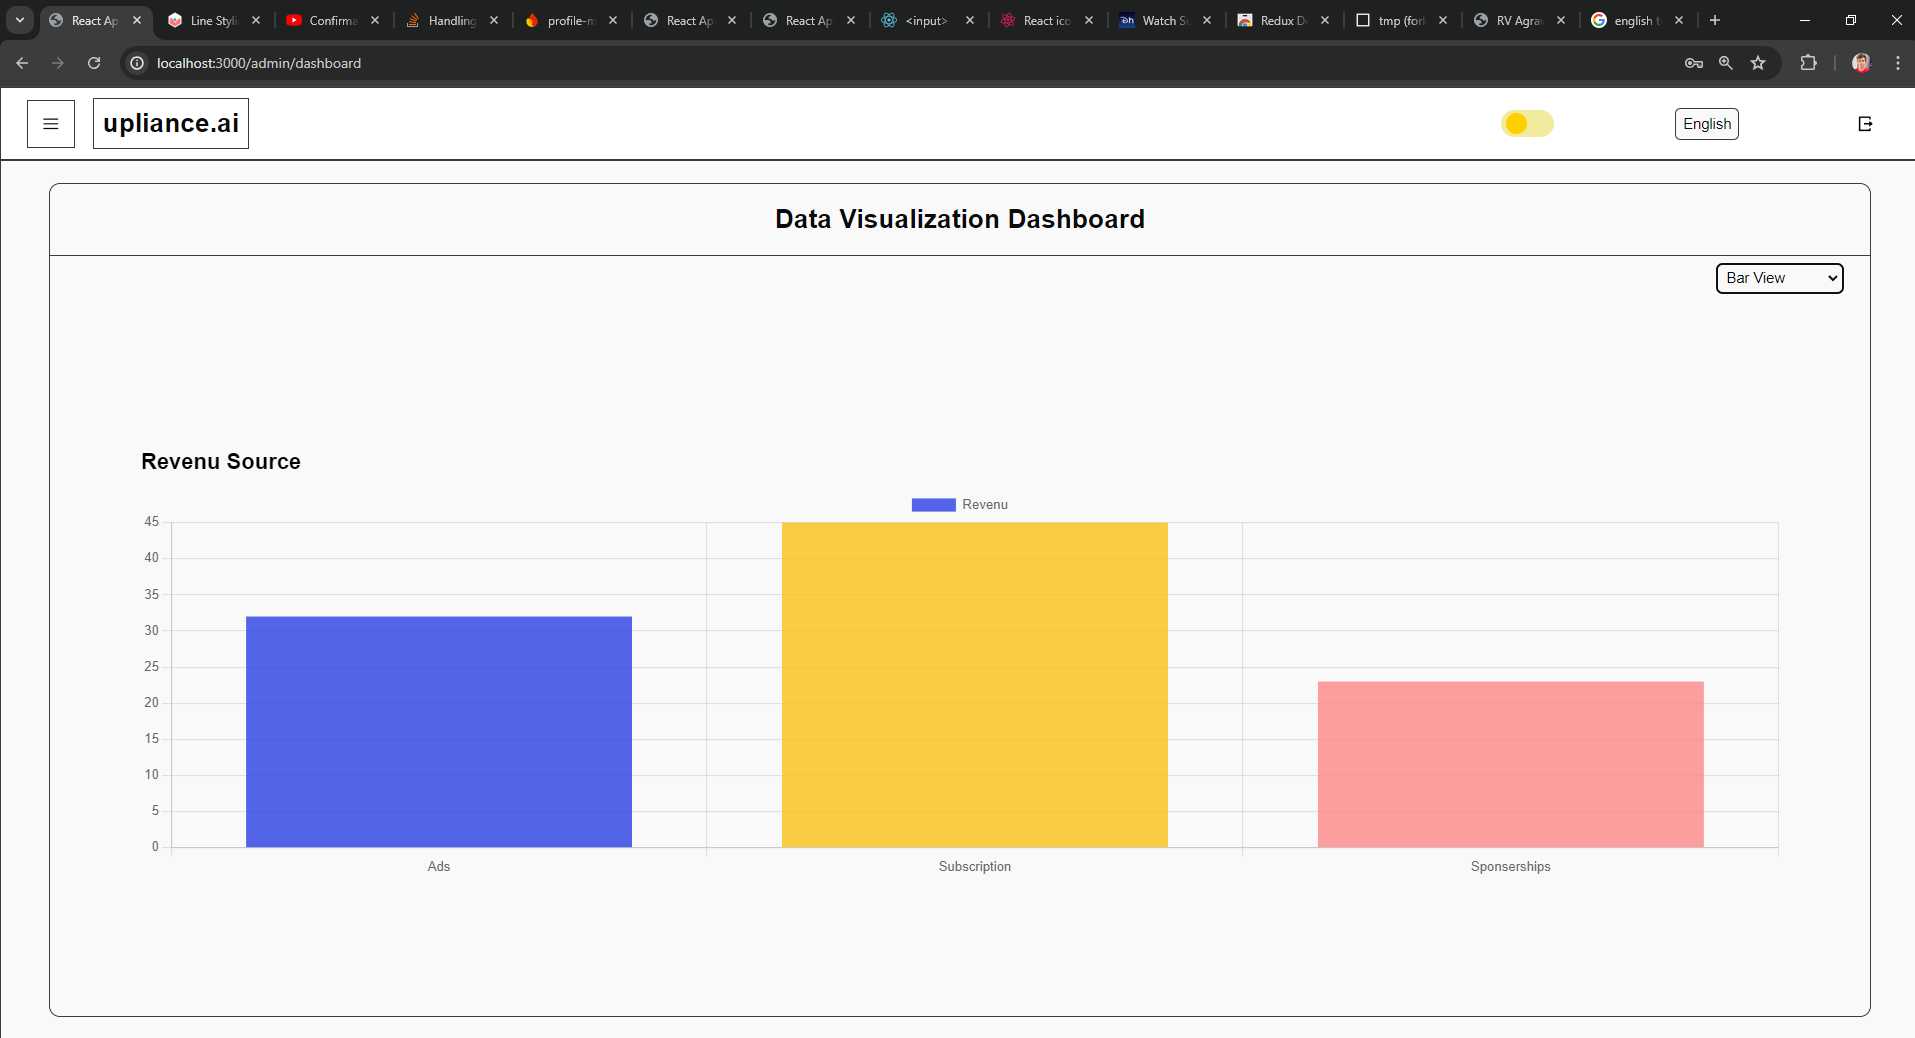 React Ap
Line Styli
Confirma
Handling
profile-m
React Ap
React Ap
<input>
React ico
Watch S
Redux D
tmp (for
RV Agra
english t
localhost:3000/admin/dashboard
upliance.ai
English
Data Visualization Dashboard
Bar View
Revenu Source
Revenu
45
40
35
30
25
20
15
10
5
0
Ads
Subscription
Sponserships